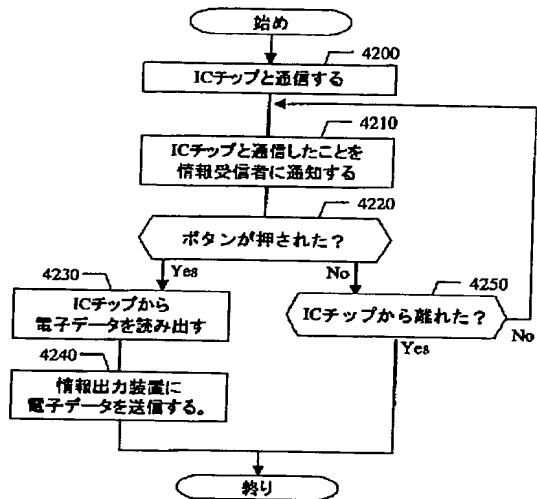 始め
4200
ICチップと通信する
4210
ICチップと通信したことを
情報受信者に通知する
4220
ボタンが押された？
Yes
No
4230
ICチップから
電子データを読み出す
4250
ICチップから離れた？
No
Yes
4240
情報出力装置に
電子データを送信する。
終り